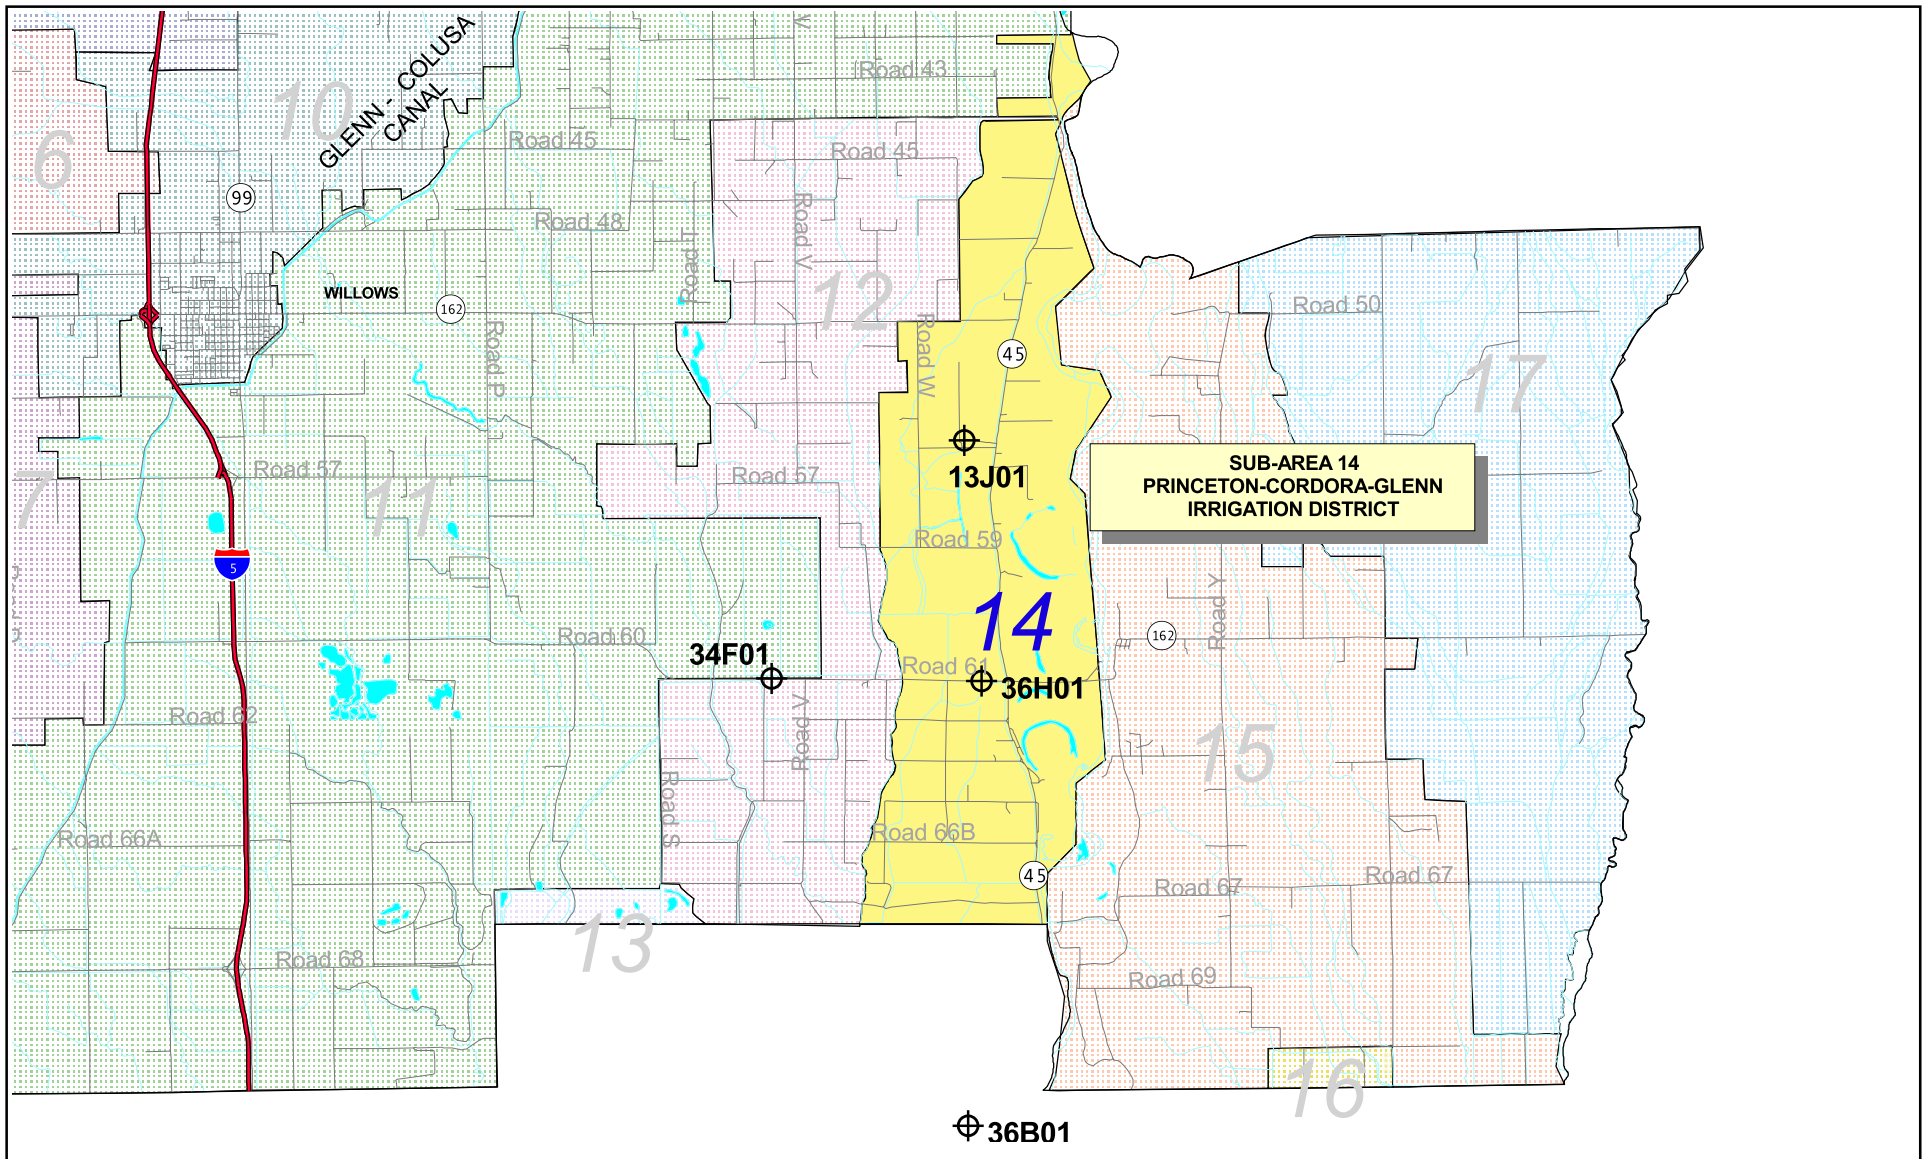 GLENN - COLUSA
CANAL
10
6
99
Road 43
Road 45
Road 45
Road 48
Road V
Road T
12
WILLOWS
162
Road P
Road W
45
Road 50
17
7
Road 57
11
Road 57
13J01
SUB-AREA 14
PRINCETON-CORDORA-GLENN
IRRIGATION DISTRICT
Road 59
5
14
Road Y
162
Road 60
34F01
Road 61
36H01
Road 62
Road V
15
Road S
Road 66A
Road 66B
45
Road 67
Road 67
13
Road 68
Road 69
16
36B01